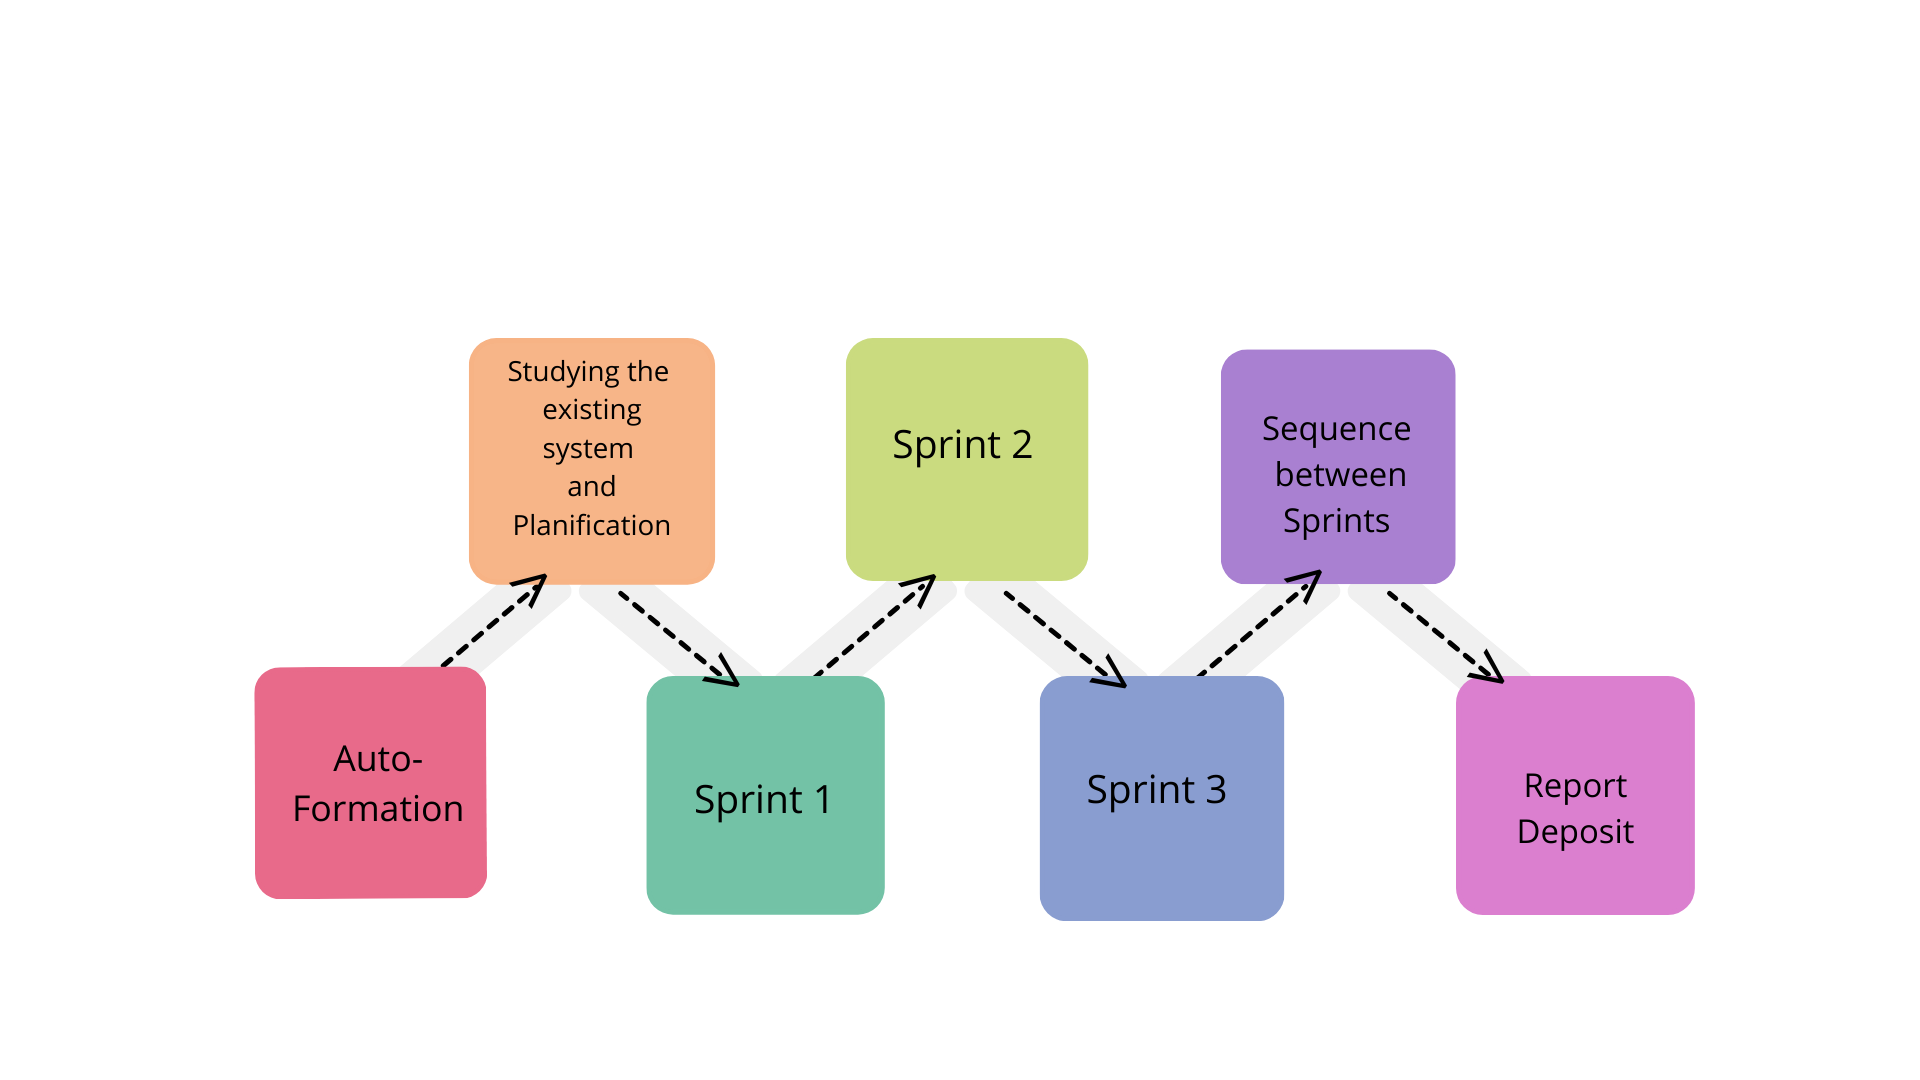 Auto-
Formation
Studying the
existing
system
and
Planification
Sprint 1
Sprint 2
Sprint 3
Sequence
between
Sprints
Report
Deposit